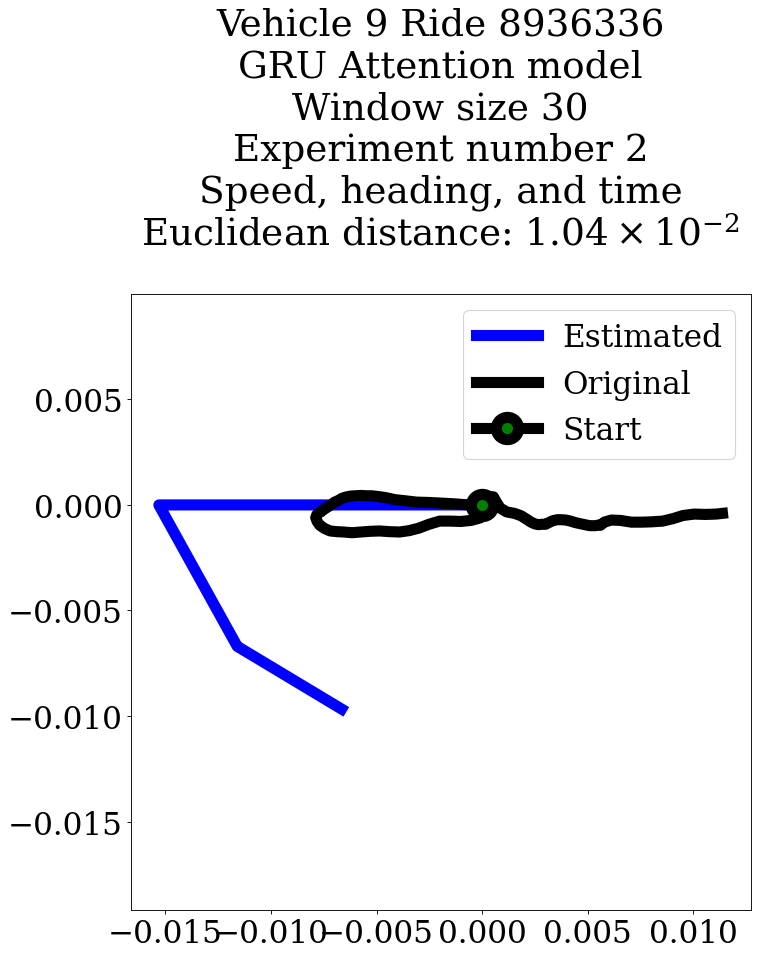 Vehicle 9 Ride 8936336
GRU Attention model
Window size 30
Experiment number 2
Speed, heading, and time
Euclidean distance: 1.04 × 10⁻²
Estimated
Original
Start
0.005
0.000
−0.005
−0.010
−0.015
−0.015 −0.010 −0.005 0.000 0.005 0.010